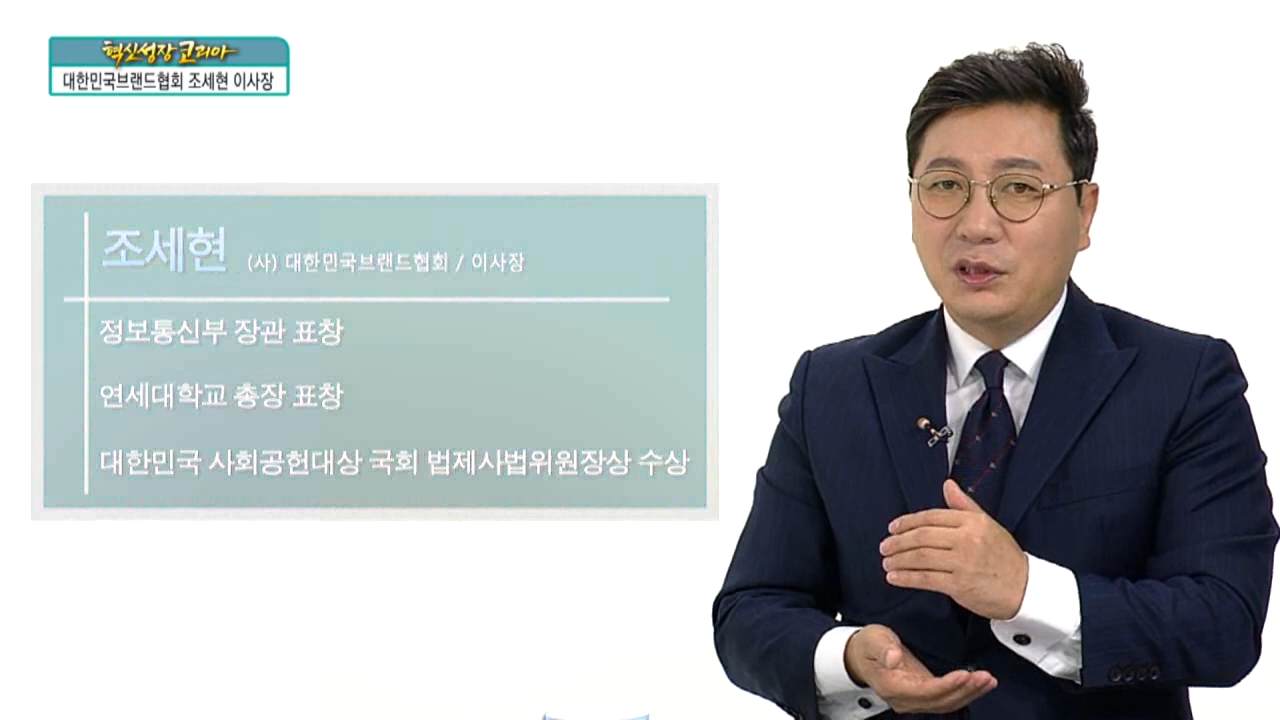 혁신성장 코리아
대한민국브랜드협회 조세현 이사장
조세현 (사) 대한민국브랜드협회 / 이사장
정보통신부 장관 표창
연세대학교 총장 표창
대한민국 사회공헌대상 국회 법제사법위원장상 수상